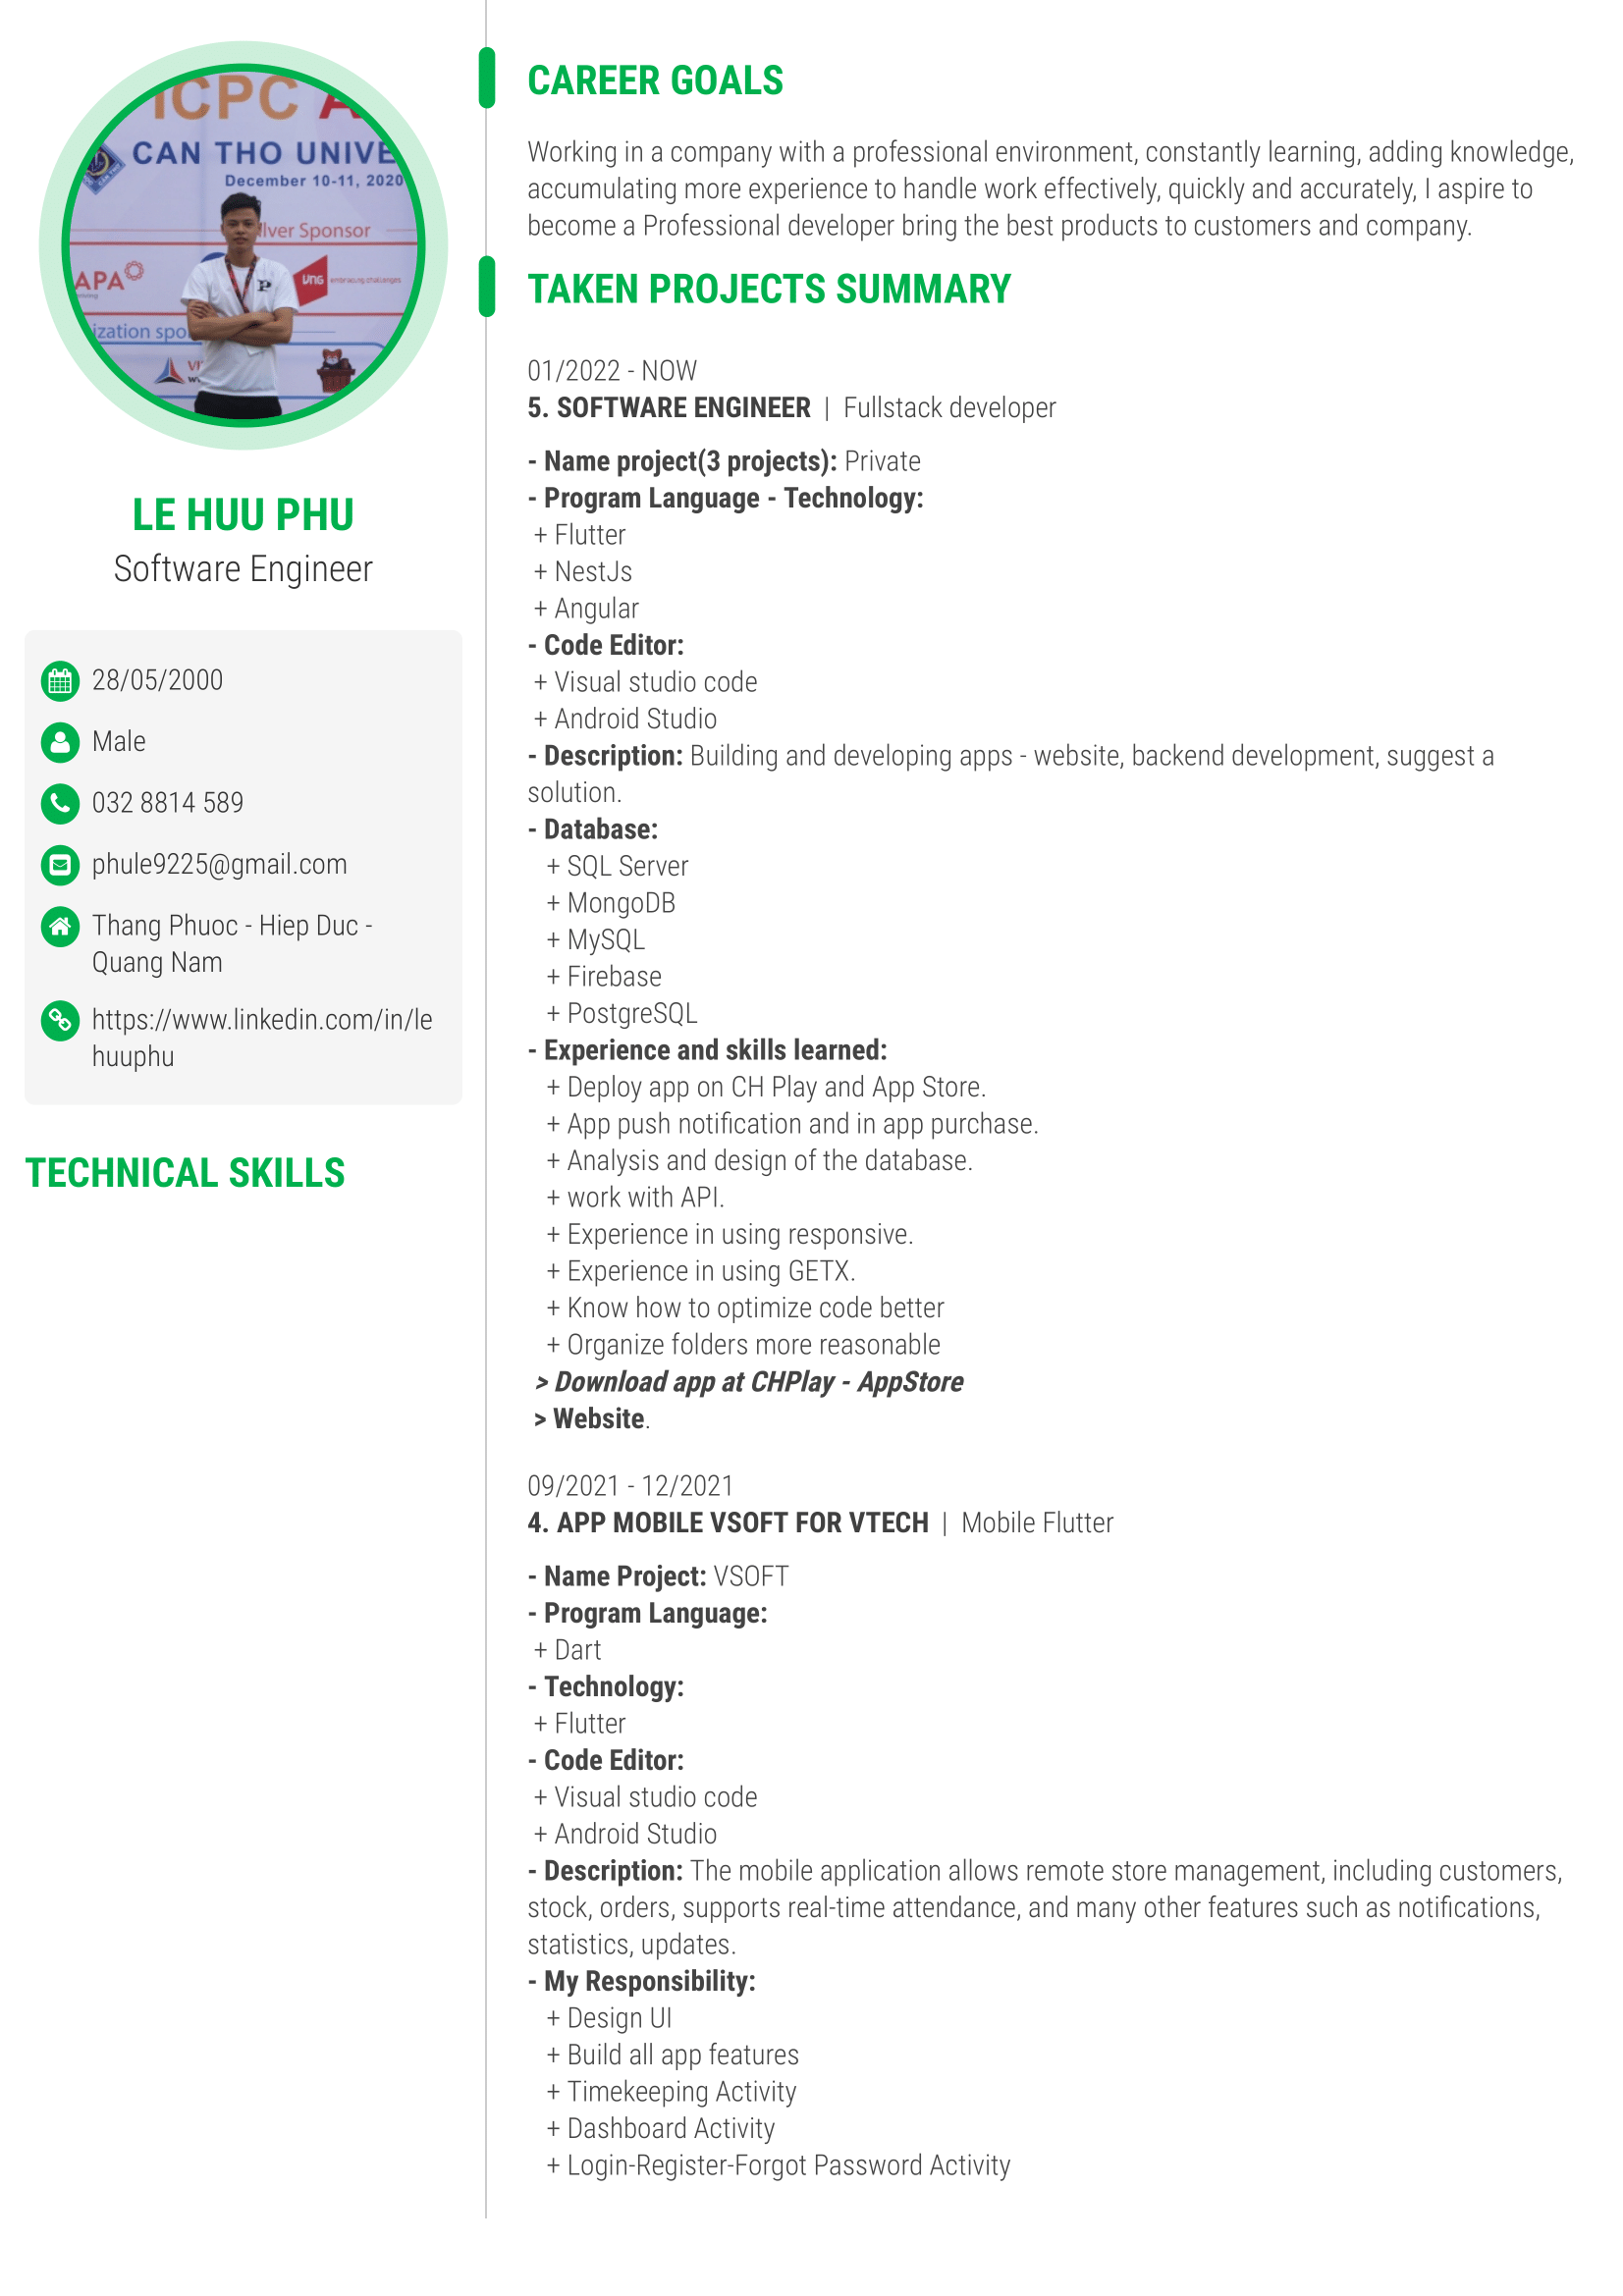 ICPC A
CAN THO UNIVE
December 10-11, 2020
lver Sponsor
APA
VNG embracing challenges
ization spo
LE HUU PHU
Software Engineer
28/05/2000
Male
032 8814 589
phule9225@gmail.com
Thang Phuoc - Hiep Duc -
Quang Nam
https://www.linkedin.com/in/le
huuphu
TECHNICAL SKILLS
CAREER GOALS
Working in a company with a professional environment, constantly learning, adding knowledge,
accumulating more experience to handle work effectively, quickly and accurately, I aspire to
become a Professional developer bring the best products to customers and company.
TAKEN PROJECTS SUMMARY
01/2022 - NOW
5. SOFTWARE ENGINEER | Fullstack developer
- Name project(3 projects): Private
- Program Language - Technology:
+ Flutter
+ NestJs
+ Angular
- Code Editor:
+ Visual studio code
+ Android Studio
- Description: Building and developing apps - website, backend development, suggest a
solution.
- Database:
+ SQL Server
+ MongoDB
+ MySQL
+ Firebase
+ PostgreSQL
- Experience and skills learned:
+ Deploy app on CH Play and App Store.
+ App push notification and in app purchase.
+ Analysis and design of the database.
+ work with API.
+ Experience in using responsive.
+ Experience in using GETX.
+ Know how to optimize code better
+ Organize folders more reasonable
> Download app at CHPlay - AppStore
> Website.
09/2021 - 12/2021
4. APP MOBILE VSOFT FOR VTECH | Mobile Flutter
- Name Project: VSOFT
- Program Language:
+ Dart
- Technology:
+ Flutter
- Code Editor:
+ Visual studio code
+ Android Studio
- Description: The mobile application allows remote store management, including customers,
stock, orders, supports real-time attendance, and many other features such as notifications,
statistics, updates.
- My Responsibility:
+ Design UI
+ Build all app features
+ Timekeeping Activity
+ Dashboard Activity
+ Login-Register-Forgot Password Activity